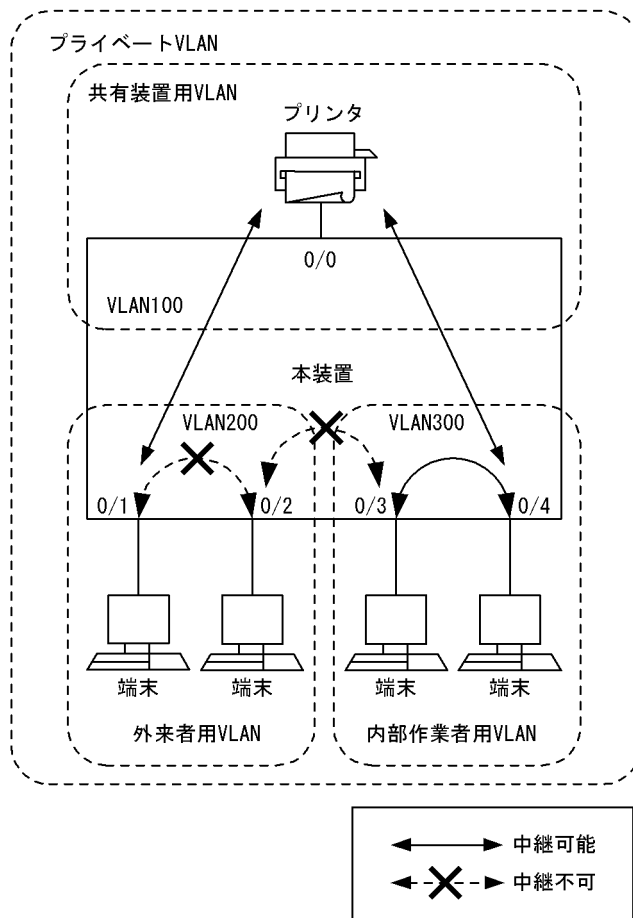 プライベートVLAN
共有装置用VLAN
プリンタ
0/0
VLAN100
本装置
VLAN200
VLAN300
0/1
0/2
0/3
0/4
端末
端末
端末
端末
外来者用VLAN
内部作業者用VLAN
中継可能
中継不可